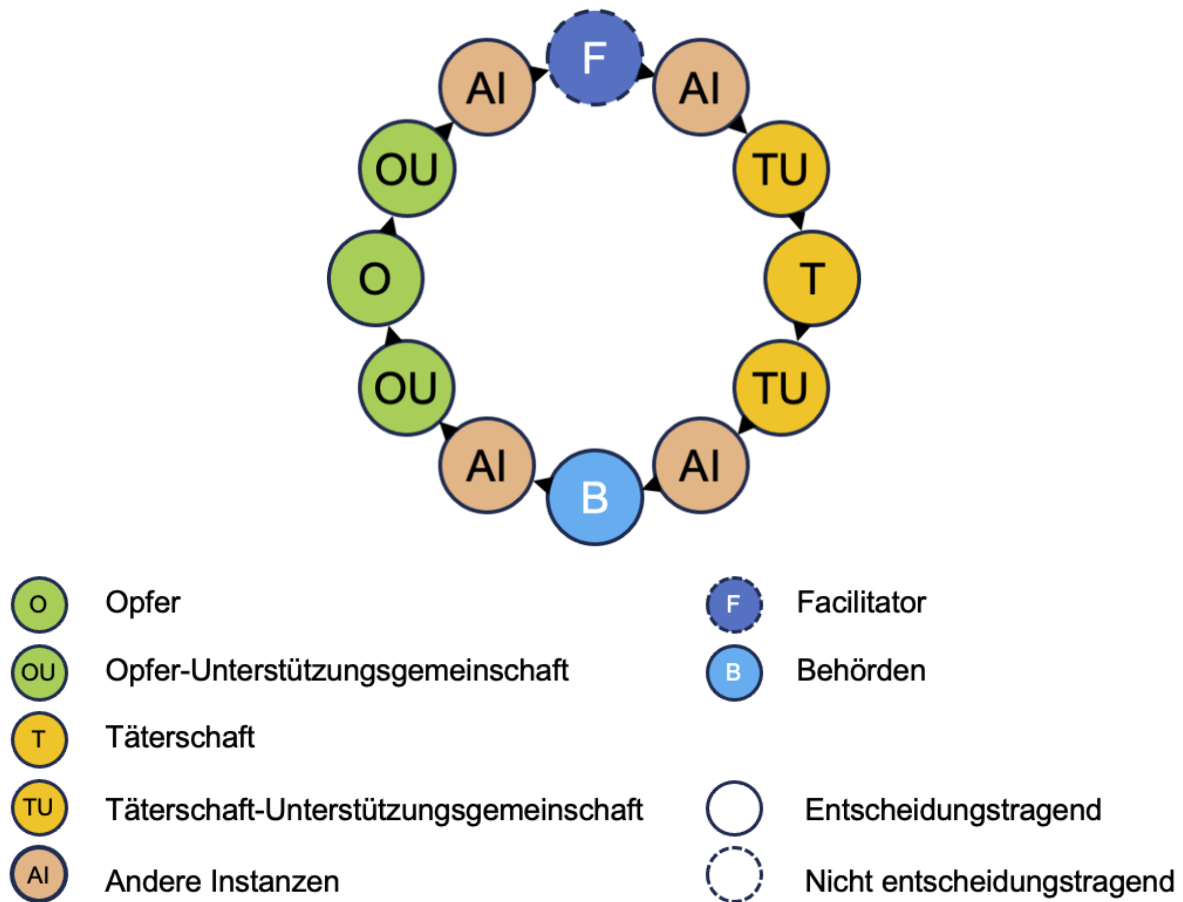 F
AI AI
OU TU
O T
OU TU
AI AI
B
O Opfer
OU Opfer-Unterstützungsgemeinschaft
T Täterschaft
TU Täterschaft-Unterstützungsgemeinschaft
AI Andere Instanzen
F Facilitator
B Behörden
Entscheidungstragend
Nicht entscheidungstragend